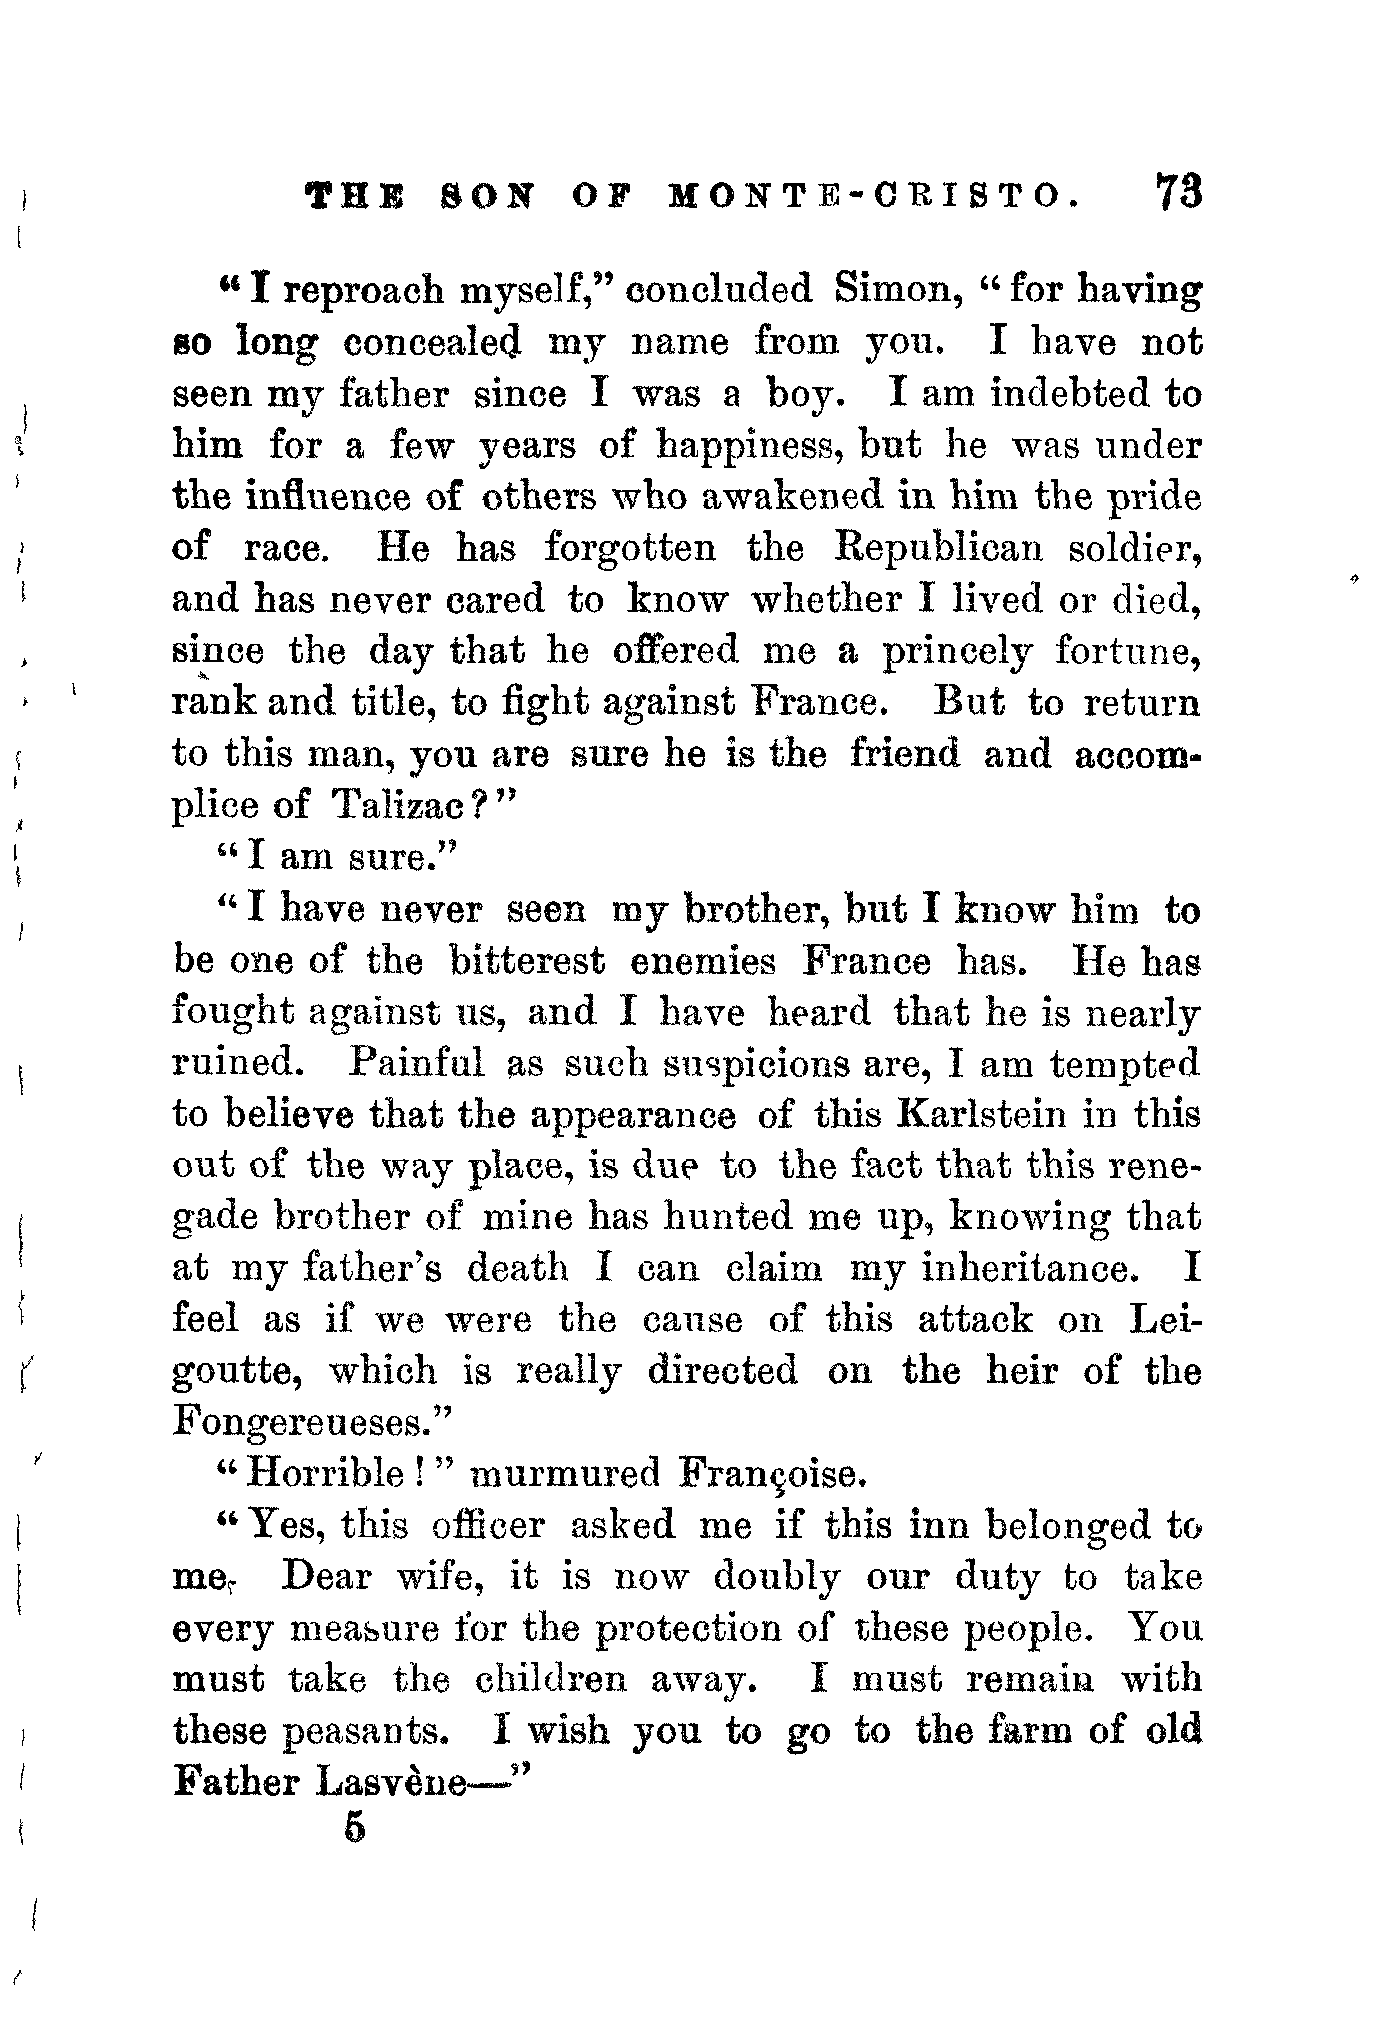 THE SON OF MONTE-CRISTO. 73
“I reproach myself,” concluded Simon, “for having
so long concealed my name from you. I have not
seen my father since I was a boy. I am indebted to
him for a few years of happiness, but he was under
the influence of others who awakened in him the pride
of race. He has forgotten the Republican soldier,
and has never cared to know whether I lived or died,
since the day that he offered me a princely fortune,
rank and title, to fight against France. But to return
to this man, you are sure he is the friend and accom-
plice of Talizac?”
“I am sure.”
“I have never seen my brother, but I know him to
be one of the bitterest enemies France has. He has
fought against us, and I have heard that he is nearly
ruined. Painful as such suspicions are, I am tempted
to believe that the appearance of this Karlstein in this
out of the way place, is due to the fact that this rene-
gade brother of mine has hunted me up, knowing that
at my father’s death I can claim my inheritance. I
feel as if we were the cause of this attack on Lei-
goutte, which is really directed on the heir of the
Fongereueses.”
“Horrible!” murmured Françoise.
“Yes, this officer asked me if this inn belonged to
me. Dear wife, it is now doubly our duty to take
every measure for the protection of these people. You
must take the children away. I must remain with
these peasants. I wish you to go to the farm of old
Father Lasvène—”
5